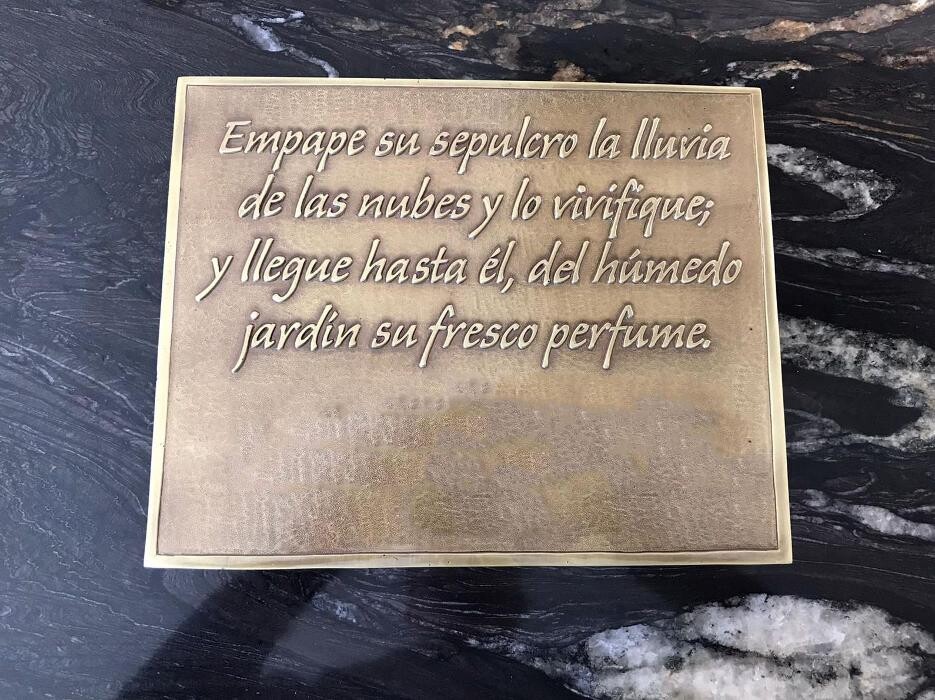 Empape su sepulcro la lluvia
de las nubes y lo vivifique;
y llegue hasta él, del húmedo
jardín su fresco perfume.